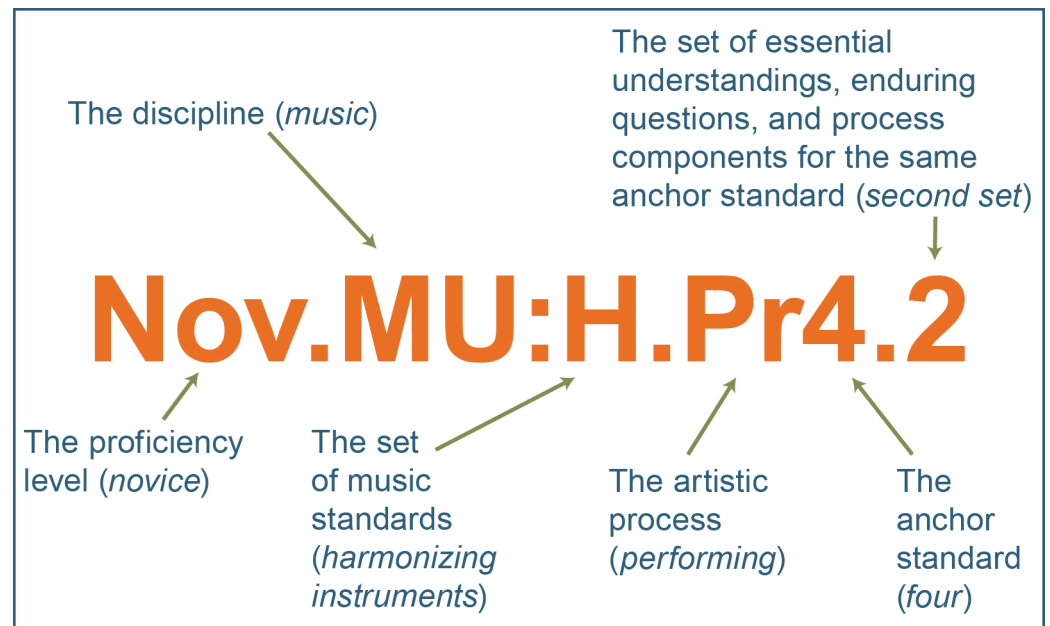 The set of essential
understandings, enduring
questions, and process
components for the same
anchor standard (second set)
The discipline (music)
Nov.MU:H.Pr4.2
The proficiency
level (novice)
The set
of music
standards
(harmonizing
instruments)
The artistic
process
(performing)
The
anchor
standard
(four)